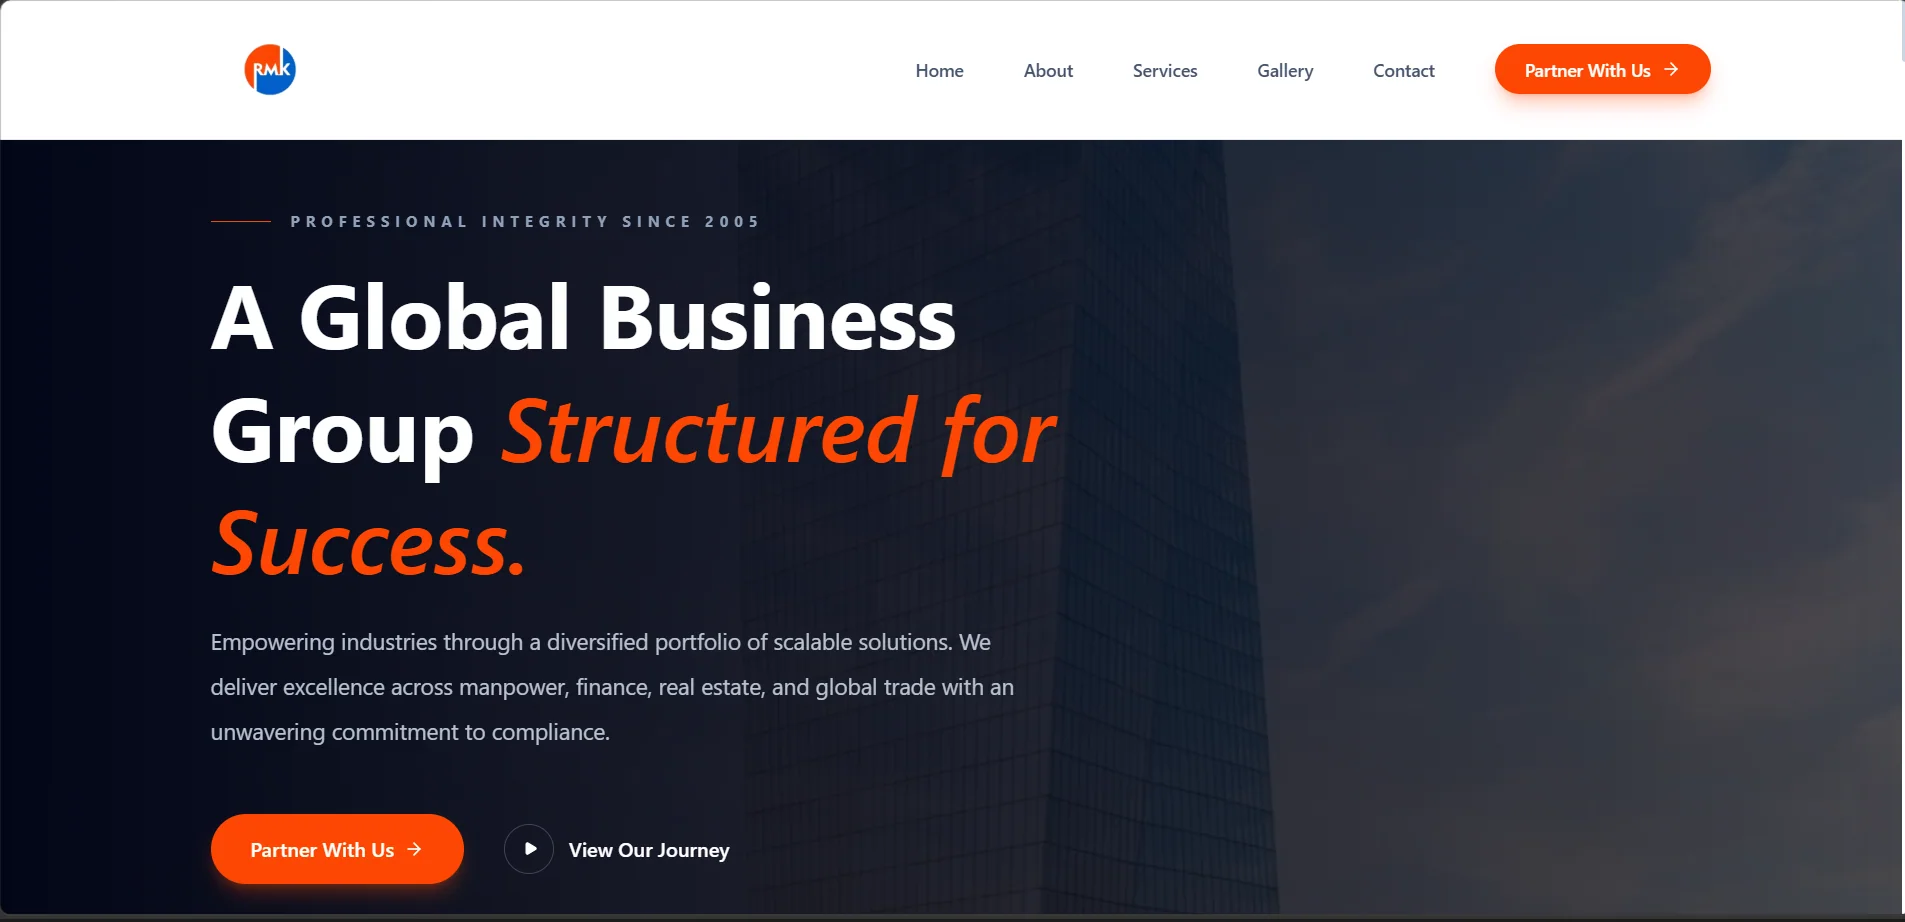 RMK
Home
About
Services
Gallery
Contact
Partner With Us
PROFESSIONAL INTEGRITY SINCE 2005
A Global Business
Group Structured for
Success.
Empowering industries through a diversified portfolio of scalable solutions. We
deliver excellence across manpower, finance, real estate, and global trade with an
unwavering commitment to compliance.
Partner With Us
View Our Journey